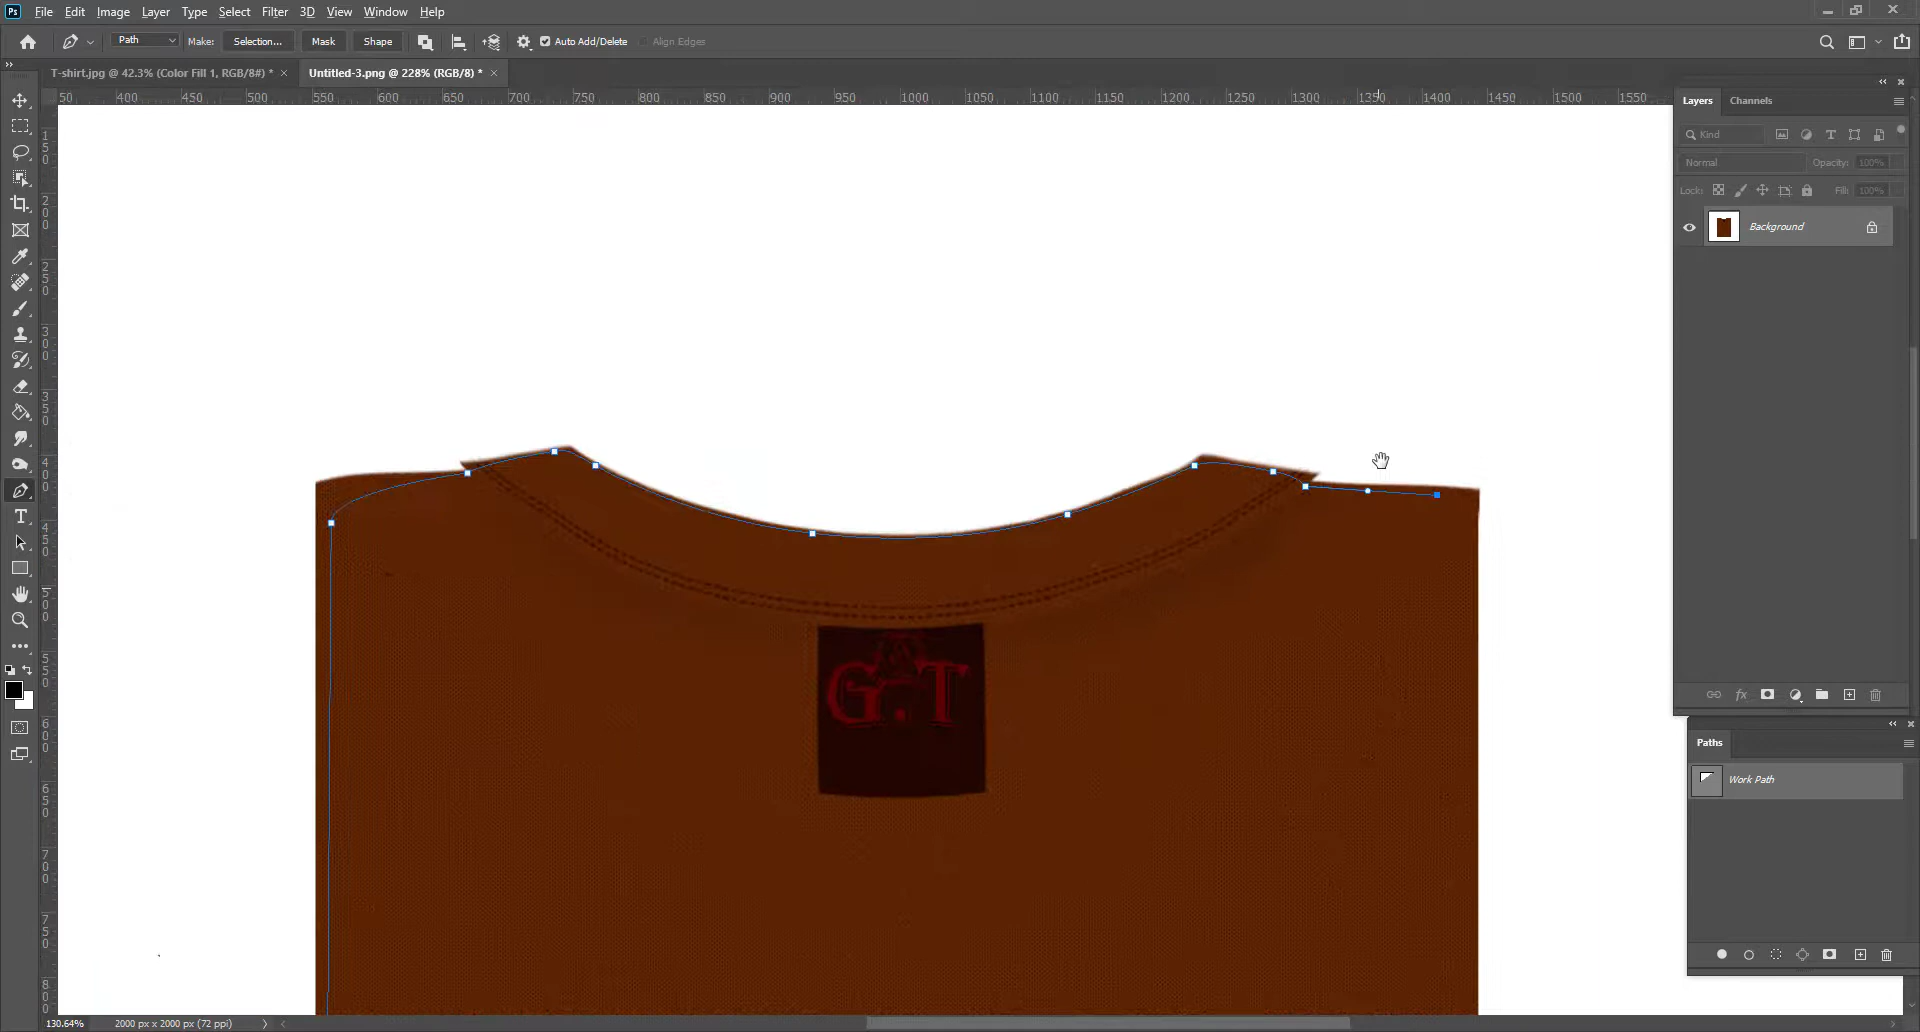 Ps File Edit Image Layer Type Select Filter 3D View Window Help
Path Make: Selection... Mask Shape Auto Add/Delete Align Edges
T-shirt.jpg @ 42.3% (Color Fill 1, RGB/8#) * × Untitled-3.png @ 228% (RGB/8) * ×
50 400 450 500 550 600 650 700 750 800 850 900 950 1000 1050 1100 1150 1200 1250 1300 1350 1400 1450 1500 1550
Layers Channels
Kind
Normal Opacity: 100%
Lock: Fill: 100%
Background
150
200
250
300
350
400
450
500
550
600
650
700
750
800
G.T
fx
Paths
Work Path
130.64% 2000 px x 2000 px (72 ppi)